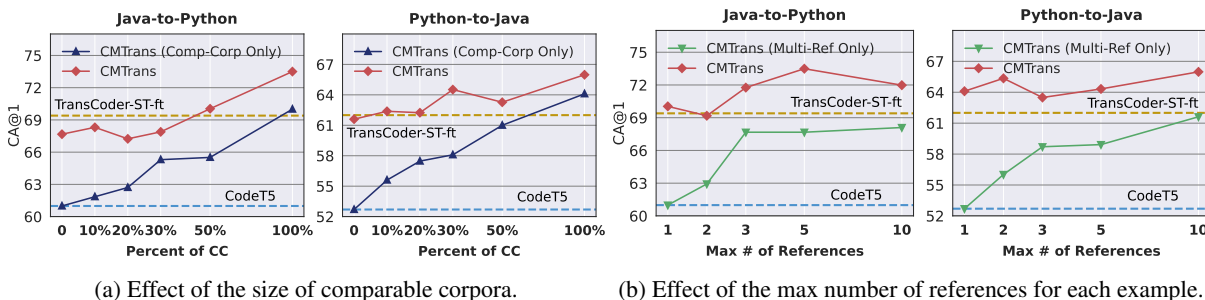 Java-to-Python
CA@1
75
72
69
66
63
60
CMTrans (Comp-Corp Only)
CMTrans
TransCoder-ST-ft
CodeT5
0 10% 20% 30% 50% 100%
Percent of CC
Python-to-Java
70
67
64
61
58
55
52
CMTrans (Comp-Corp Only)
CMTrans
TransCoder-ST-ft
CodeT5
0 10% 20% 30% 50% 100%
Percent of CC
(a) Effect of the size of comparable corpora.
Java-to-Python
CA@1
75
72
69
66
63
60
CMTrans (Multi-Ref Only)
CMTrans
TransCoder-ST-ft
CodeT5
1 2 3 5 10
Max # of References
Python-to-Java
67
64
61
58
55
52
CMTrans (Multi-Ref Only)
CMTrans
TransCoder-ST-ft
CodeT5
1 2 3 5 10
Max # of References
(b) Effect of the max number of references for each example.